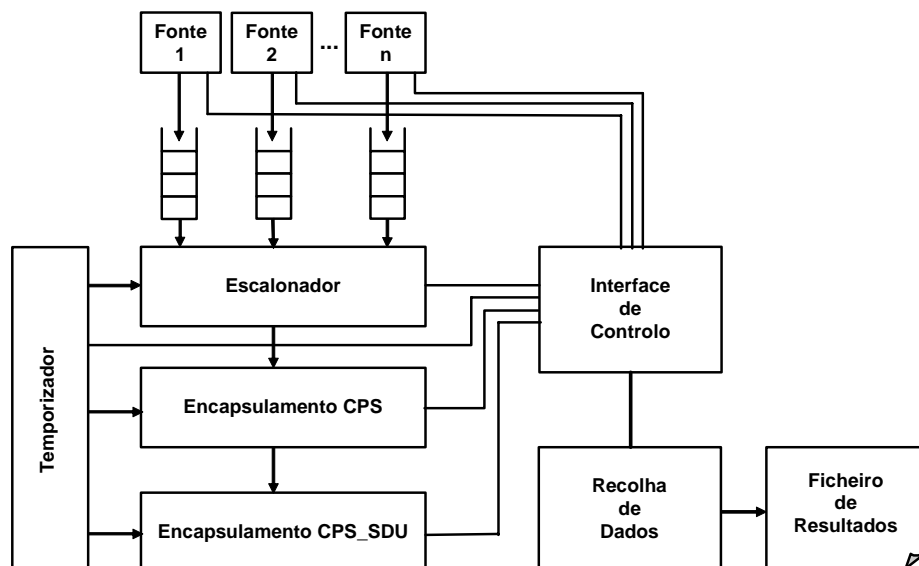 Fonte
1
Fonte
2
...
Fonte
n
Escalonador
Interface
de
Controlo
Temporizador
Encapsulamento CPS
Encapsulamento CPS_SDU
Recolha
de
Dados
Ficheiro
de
Resultados